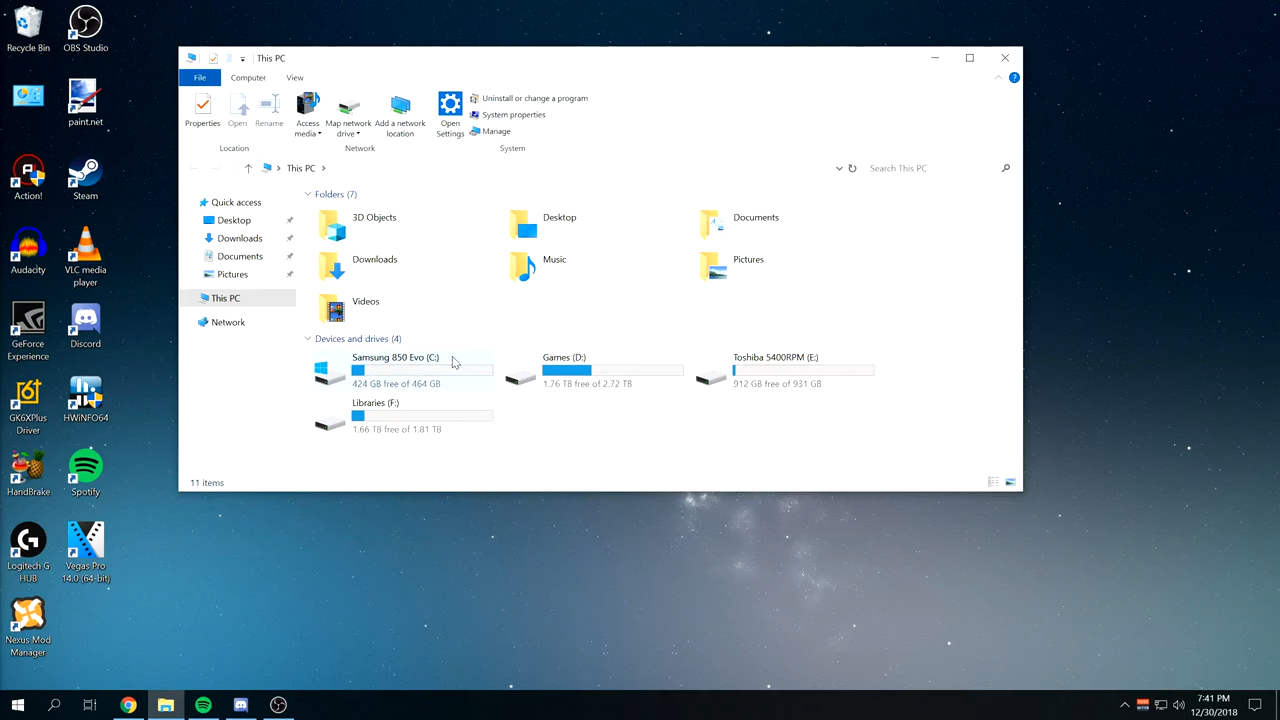 Recycle Bin
OBS Studio
paint.net
Action!
Steam
Audacity
VLC media
player
GeForce
Experience
Discord
GK6XPlus
Driver
HWiNFO64
HandBrake
Spotify
Logitech G
HUB
Vegas Pro
14.0 (64-bit)
Nexus Mod
Manager
This PC
File
Computer
View
Properties
Open
Rename
Access
media
Map network
drive
Add a network
location
Open
Settings
Uninstall or change a program
System properties
Manage
Location
Network
System
This PC
Search This PC
Quick access
Desktop
Downloads
Documents
Pictures
This PC
Network
Folders (7)
3D Objects
Desktop
Documents
Downloads
Music
Pictures
Videos
Devices and drives (4)
Samsung 850 Evo (C:)
424 GB free of 464 GB
Games (D:)
1.76 TB free of 2.72 TB
Toshiba 5400RPM (E:)
912 GB free of 931 GB
Libraries (F:)
1.66 TB free of 1.81 TB
11 items
7:41 PM
12/30/2018